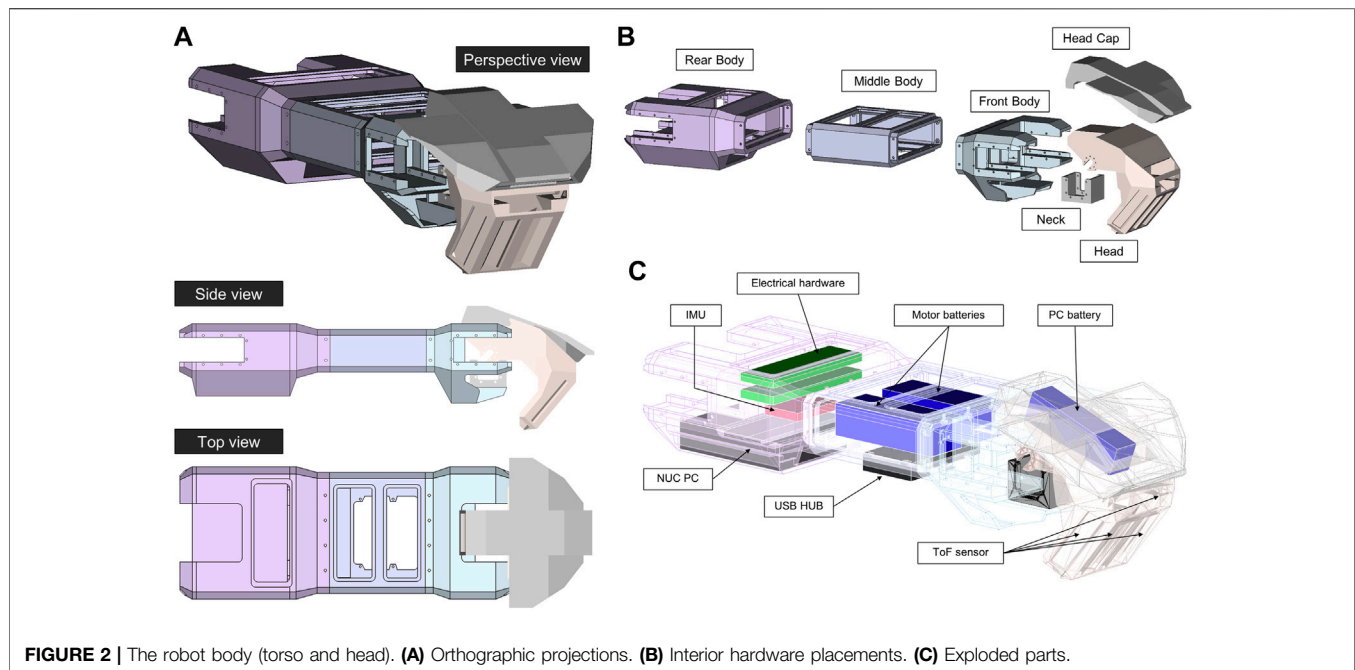 A
Perspective view
Side view
Top view
B
Rear Body
Middle Body
Front Body
Head Cap
Neck
Head
C
Electrical hardware
IMU
Motor batteries
PC battery
NUC PC
USB HUB
ToF sensor
FIGURE 2 | The robot body (torso and head). (A) Orthographic projections. (B) Interior hardware placements. (C) Exploded parts.